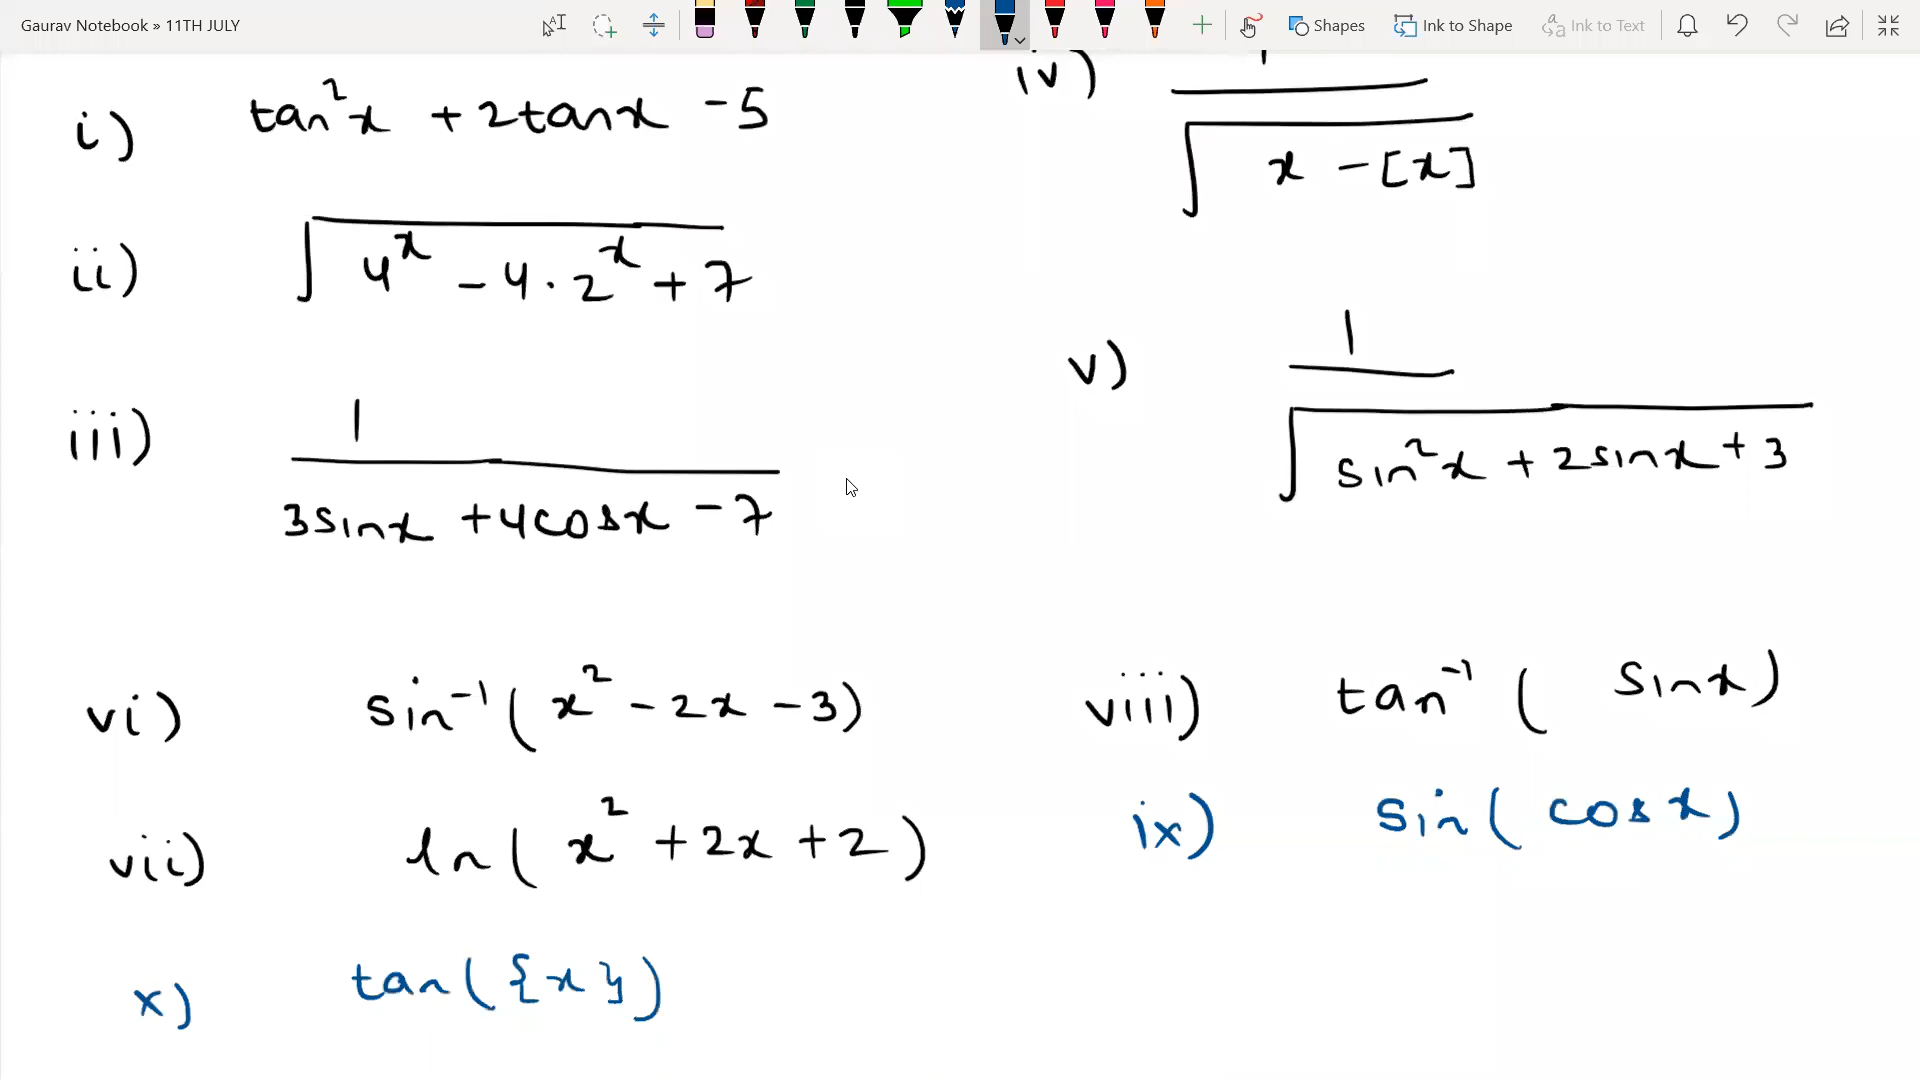 Gaurav Notebook » 11TH JULY
Shapes
Ink to Shape
Ink to Text
i) tan²x + 2tanx - 5
ii) √(4^x - 4·2^x + 7)
iii) 1
3sinx + 4cosx - 7
iv)
√(x - [x])
v) 1
√(sin²x + 2sinx + 3)
vi) sin⁻¹(x² - 2x - 3)
vii) ln(x² + 2x + 2)
viii) tan⁻¹(sinx)
ix) sin(cosx)
x) tan({x})